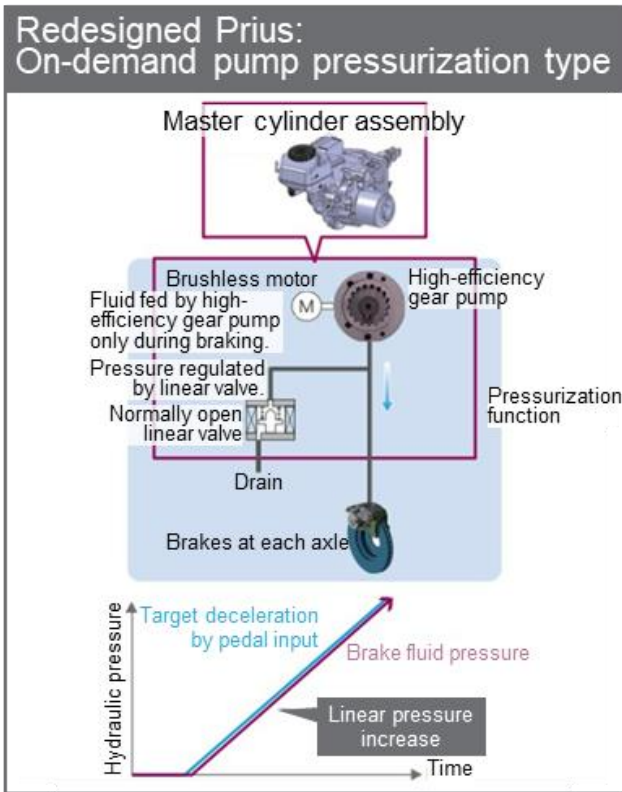 Redesigned Prius:
On-demand pump pressurization type
Master cylinder assembly
Brushless motor
M
High-efficiency
gear pump
Fluid fed by high-
efficiency gear pump
only during braking.
Pressure regulated
by linear valve.
Normally open
linear valve
Pressurization
function
Drain
Brakes at each axle
Hydraulic pressure
Target deceleration
by pedal input
Brake fluid pressure
Linear pressure
increase
Time